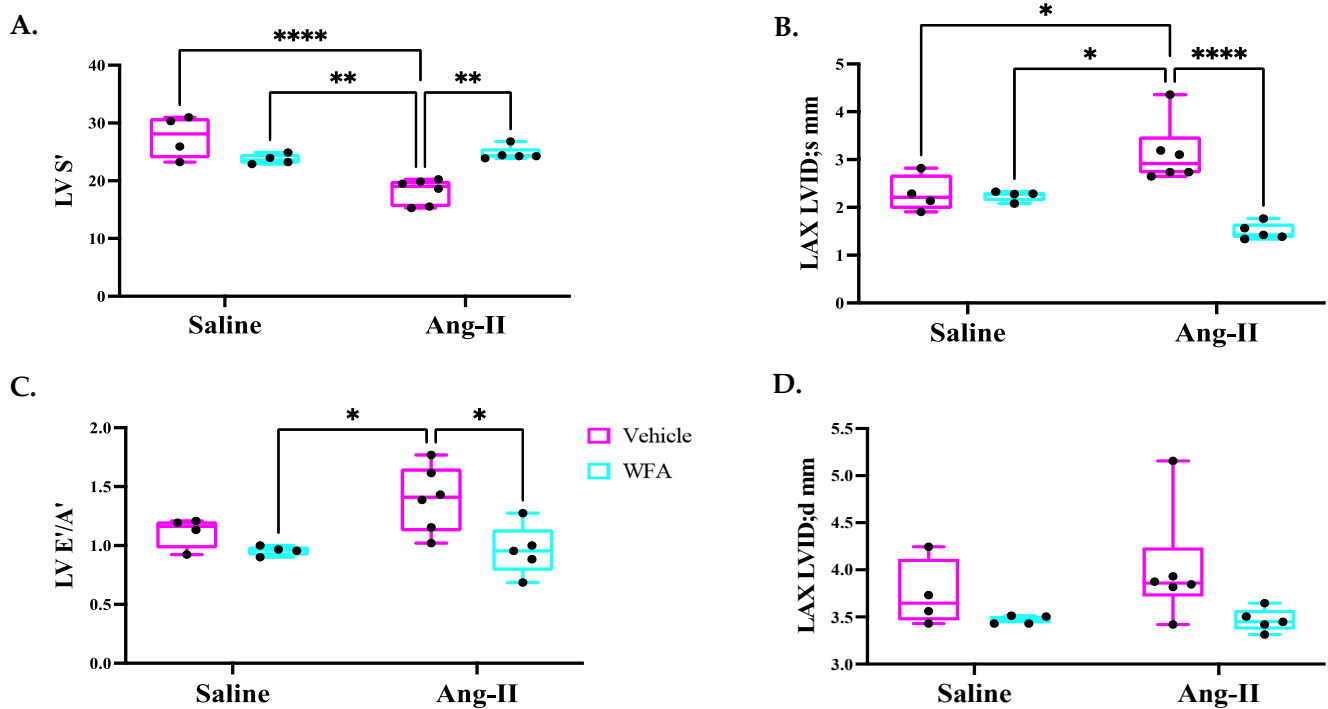 A.
****
**
**
LV S'
40
30
20
10
0
Saline
Ang-II
B.
*
*
****
LAX LVID;s mm
5
4
3
2
1
0
Saline
Ang-II
C.
*
*
LV E'/A'
2.0
1.5
1.0
0.5
0.0
Saline
Ang-II
Vehicle
WFA
D.
LAX LVID;d mm
5.5
5.0
4.5
4.0
3.5
3.0
Saline
Ang-II